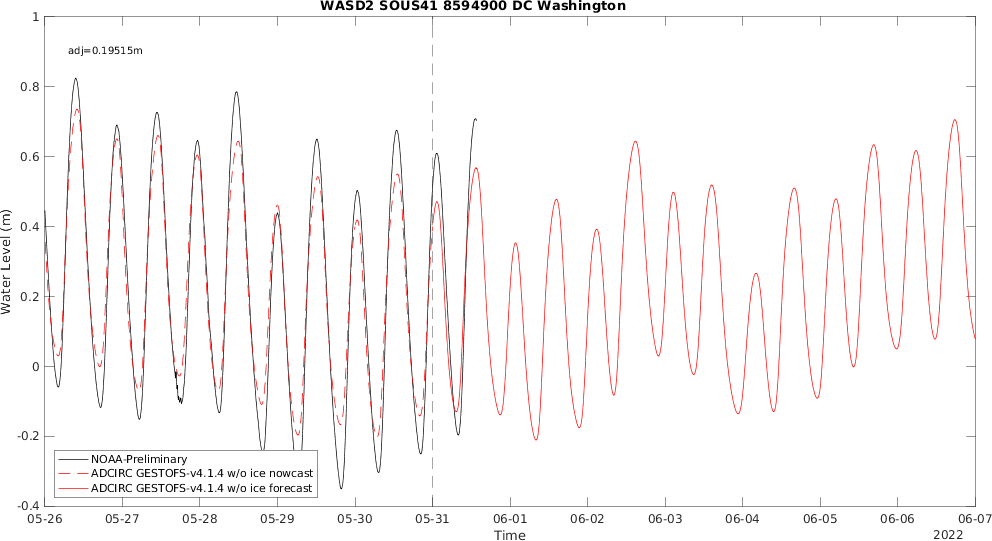 WASD2 SOUS41 8594900 DC Washington
adj=0.19515m
1
0.8
0.6
0.4
0.2
0
-0.2
-0.4
Water Level (m)
NOAA-Preliminary
ADCIRC GESTOFS-v4.1.4 w/o ice nowcast
ADCIRC GESTOFS-v4.1.4 w/o ice forecast
05-26 05-27 05-28 05-29 05-30 05-31 06-01 06-02 06-03 06-04 06-05 06-06 06-07
Time
2022